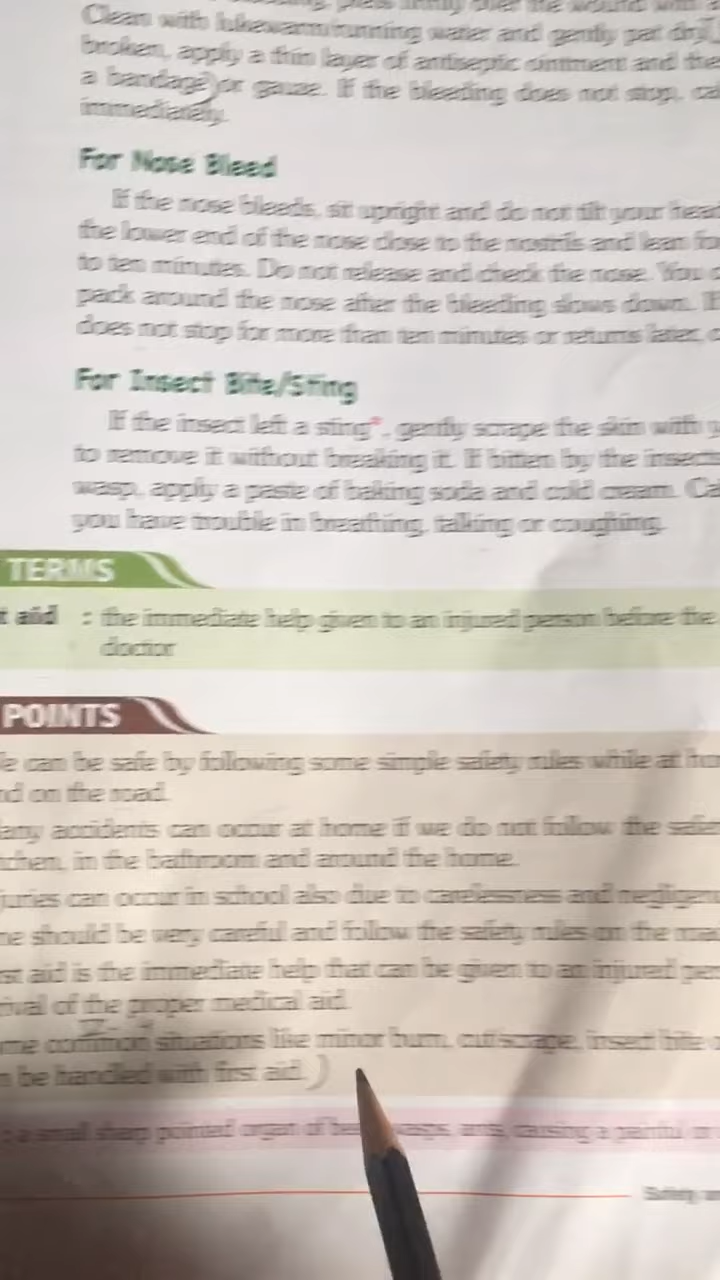 Clean with lukewarm running water and gently pat dry.
broken, apply a thin layer of antiseptic ointment and the
a bandage or gauze. If the bleeding does not stop, ca
immediately.
For Nose Bleed
If the nose bleeds, sit upright and do not tilt your hea
the lower end of the nose close to the nostrils and lean fo
to ten minutes. Do not release and check the nose. You
pack around the nose after the bleeding slows down. If
does not stop for more than ten minutes or returns later,
For Insect Bite/Sting
If the insect left a sting*, gently scrape the skin with
to remove it without breaking it. If bitten by the insects
wasp, apply a paste of baking soda and cold cream. Ca
you have trouble in breathing, talking or coughing.
TERMS
t aid : the immediate help given to an injured person before the
doctor
POINTS
e can be safe by following some simple safety rules while at ho
nd on the road.
any accidents can occur at home if we do not follow the safe
tchen, in the bathroom and around the home.
juries can occur in school also due to carelessness and neglige
ne should be very careful and follow the safety rules on the roa
st aid is the immediate help that can be given to an injured per
rival of the proper medical aid.
me common situations like minor burn, cut/scrape, insect bite
n be handled with first aid.
: a small sharp pointed organ of wasps, ants, causing a painful
Safety